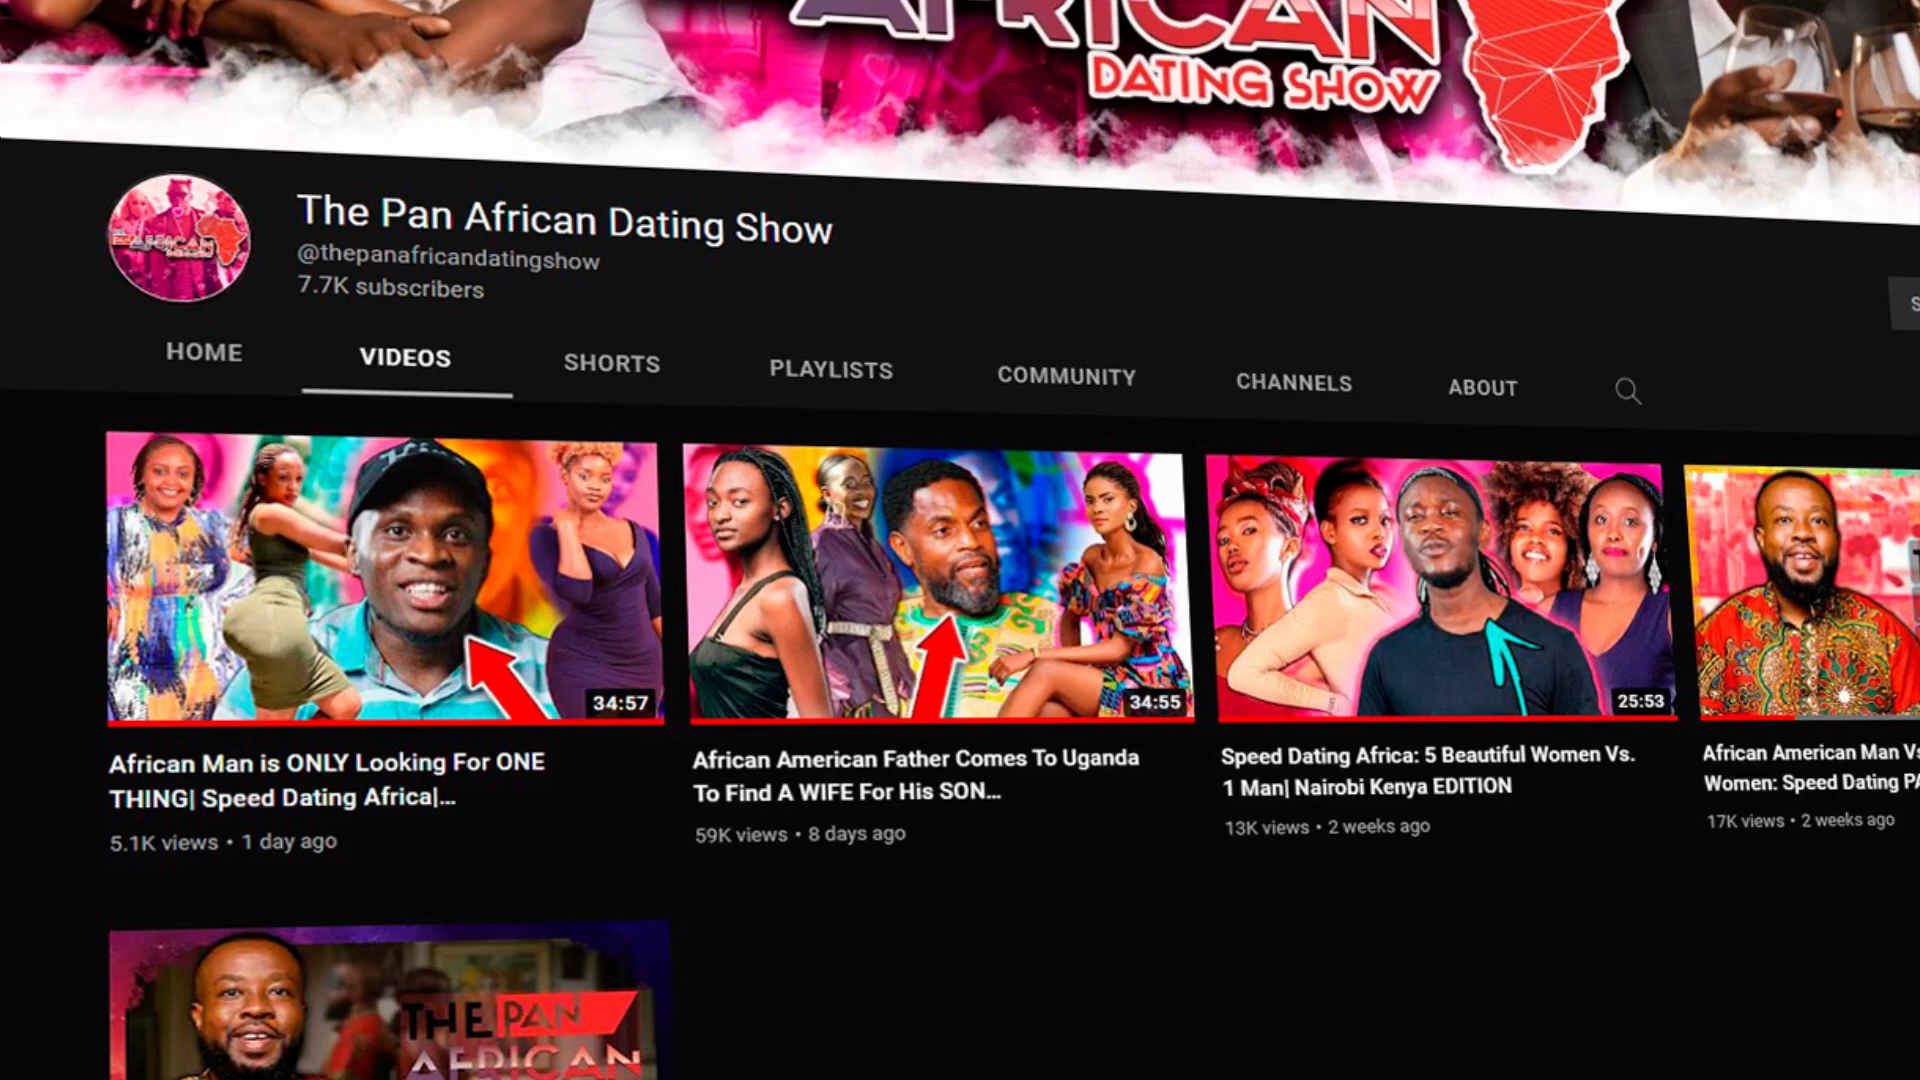 AFRICAN
DATING SHOW
The Pan African Dating Show
@thepanafricandatingshow
7.7K subscribers
HOME
VIDEOS
SHORTS
PLAYLISTS
COMMUNITY
CHANNELS
ABOUT
34:57
34:55
25:53
African Man is ONLY Looking For ONE
THING| Speed Dating Africa|...
5.1K views • 1 day ago
African American Father Comes To Uganda
To Find A WIFE For His SON...
59K views • 8 days ago
Speed Dating Africa: 5 Beautiful Women Vs.
1 Man| Nairobi Kenya EDITION
13K views • 2 weeks ago
African American Man Vs
Women: Speed Dating PA
17K views • 2 weeks ago
THE PAN
AFRICAN